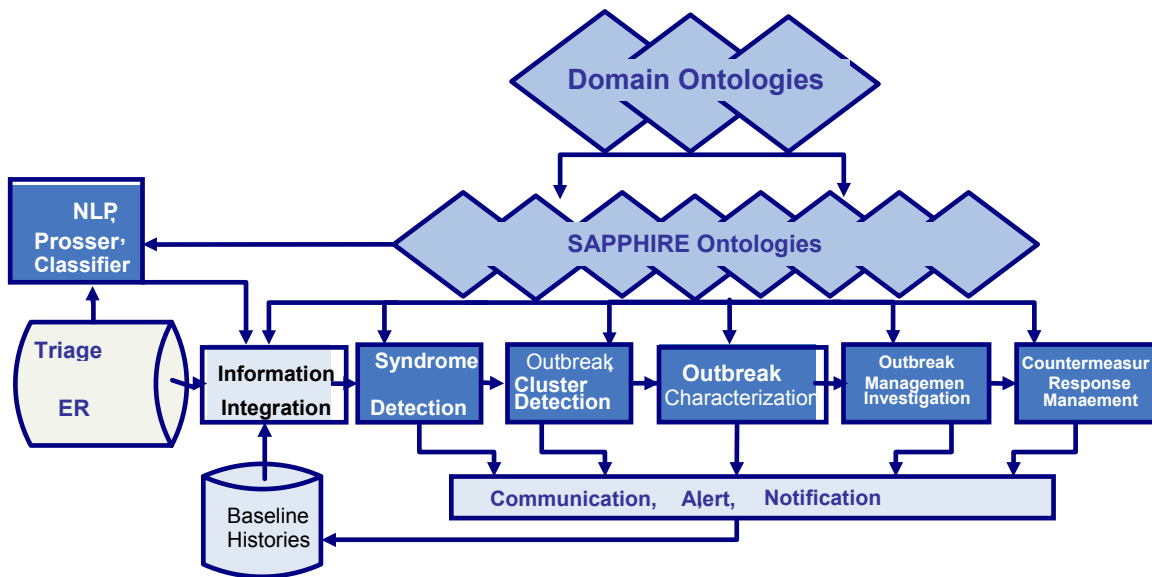 Domain Ontologies
SAPPHIRE Ontologies
NLP,
Prosser,
Classifier
Triage
ER
Information
Integration
Syndrome
Detection
Outbreak,
Cluster
Detection
Outbreak
Characterization
Outbreak
Managemen
Investigation
Countermeasur
Response
Manaement
Communication, Alert, Notification
Baseline
Histories